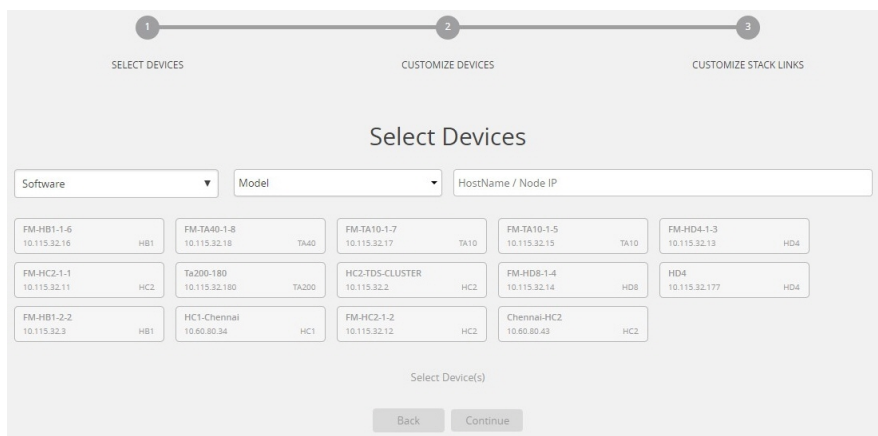 1 2 3
SELECT DEVICES CUSTOMIZE DEVICES CUSTOMIZE STACK LINKS
Select Devices
Software Model HostName / Node IP
FM-HB1-1-6 FM-TA40-1-8 FM-TA10-1-7 FM-TA10-1-5 FM-HD4-1-3
10.115.32.16 HB1 10.115.32.18 TA40 10.115.32.17 TA10 10.115.32.15 TA10 10.115.32.13 HD4
FM-HC2-1-1 Ta200-180 HC2-TDS-CLUSTER FM-HD8-1-4 HD4
10.115.32.11 HC2 10.115.32.180 TA200 10.115.32.2 HC2 10.115.32.14 HD8 10.115.32.177 HD4
FM-HB1-2-2 HC1-Chennai FM-HC2-1-2 Chennai-HC2
10.115.32.3 HB1 10.60.80.34 HC1 10.115.32.12 HC2 10.60.80.43 HC2
Select Device(s)
Back Continue